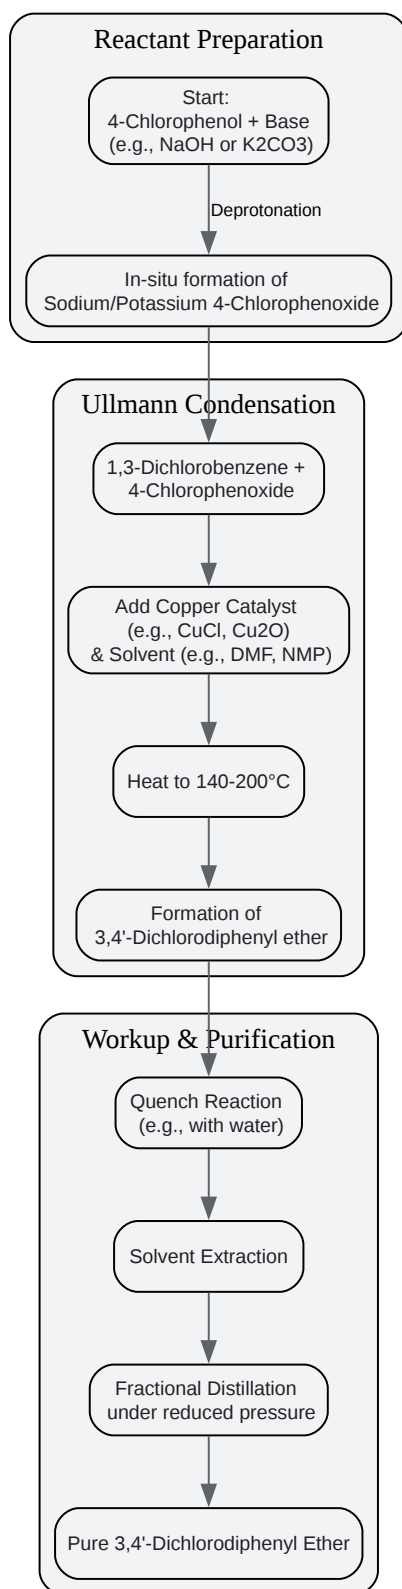 Reactant Preparation
Start:
4-Chlorophenol + Base
(e.g., NaOH or K2CO3)
Deprotonation
In-situ formation of
Sodium/Potassium 4-Chlorophenoxide
Ullmann Condensation
1,3-Dichlorobenzene +
4-Chlorophenoxide
Add Copper Catalyst
(e.g., CuCl, Cu2O)
& Solvent (e.g., DMF, NMP)
Heat to 140-200°C
Formation of
3,4'-Dichlorodiphenyl ether
Workup & Purification
Quench Reaction
(e.g., with water)
Solvent Extraction
Fractional Distillation
under reduced pressure
Pure 3,4'-Dichlorodiphenyl Ether